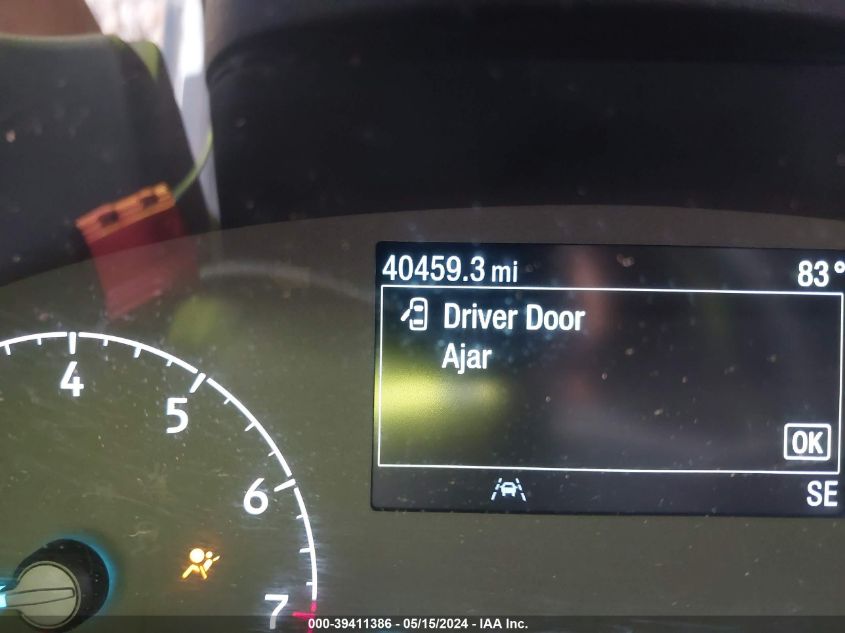 40459.3 mi 83°
Driver Door
Ajar
OK
SE
4
5
6
7
000-39411386 - 05/15/2024 - IAA Inc.